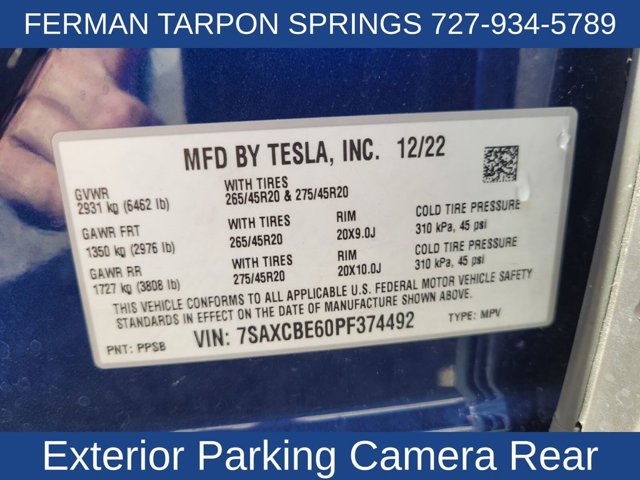 FERMAN TARPON SPRINGS 727-934-5789
MFD BY TESLA, INC. 12/22
GVWR
2931 kg (6462 lb)
WITH TIRES
265/45R20 & 275/45R20
GAWR FRT
1350 kg (2976 lb)
WITH TIRES
265/45R20
RIM
20X9.0J
COLD TIRE PRESSURE
310 kPa, 45 psi
GAWR RR
1727 kg (3808 lb)
WITH TIRES
275/45R20
RIM
20X10.0J
COLD TIRE PRESSURE
310 kPa, 45 psi
THIS VEHICLE CONFORMS TO ALL APPLICABLE U.S. FEDERAL MOTOR VEHICLE SAFETY
STANDARDS IN EFFECT ON THE DATE OF MANUFACTURE SHOWN ABOVE.
PNT: PPSB
VIN: 7SAXCBE60PF374492
TYPE: MPV
Exterior Parking Camera Rear